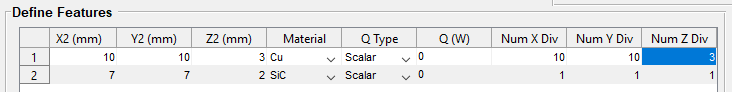 Define Features
X2 (mm) Y2 (mm) Z2 (mm) Material Q Type Q (W) Num X Div Num Y Div Num Z Div
1 10 10 3 Cu Scalar 0 10 10 3
2 7 7 2 SiC Scalar 0 1 1 1